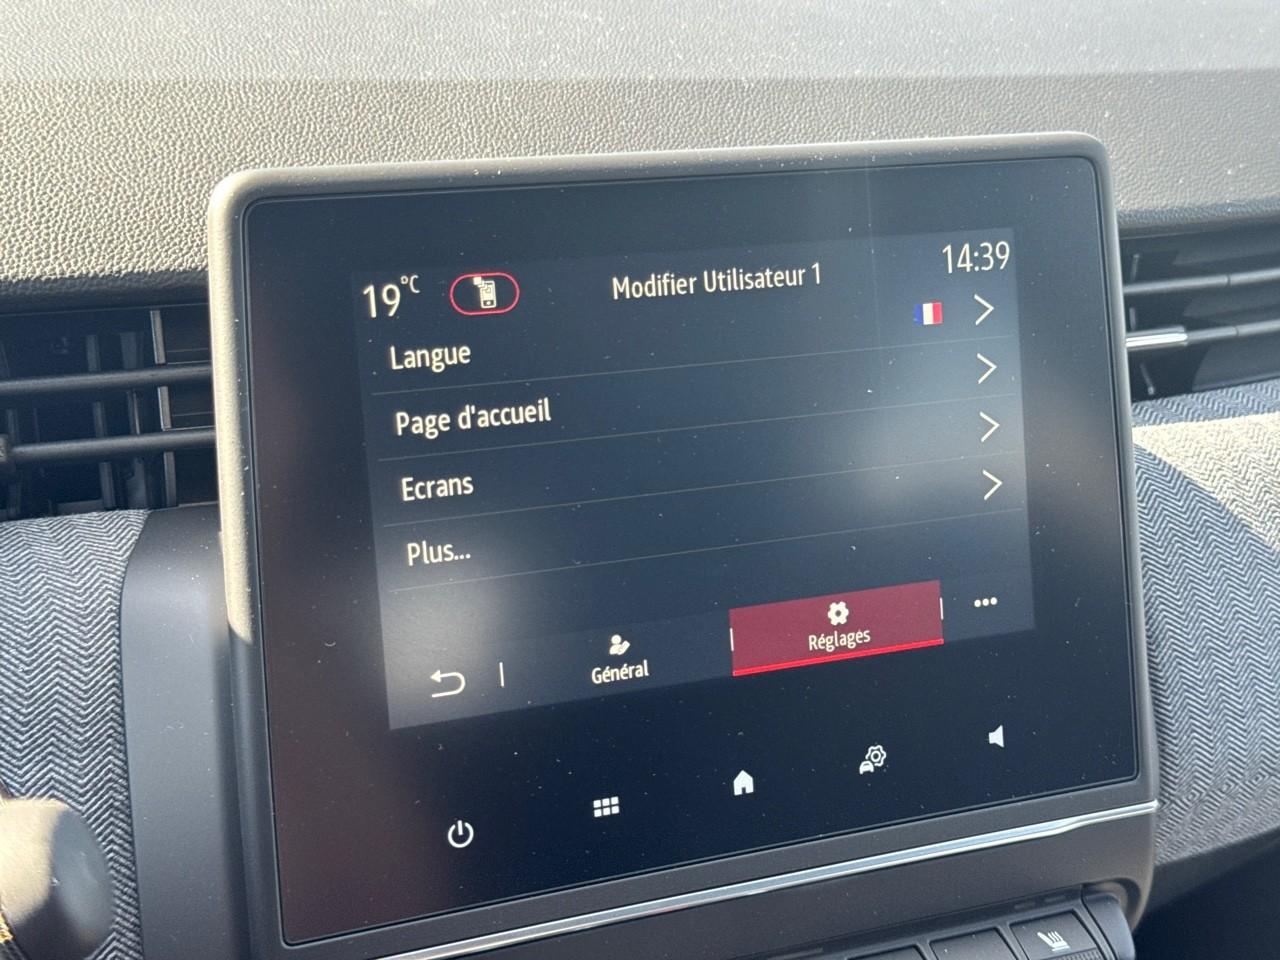 19°C
Modifier Utilisateur 1
14:39
Langue
Page d'accueil
Ecrans
Plus...
Général
Réglages